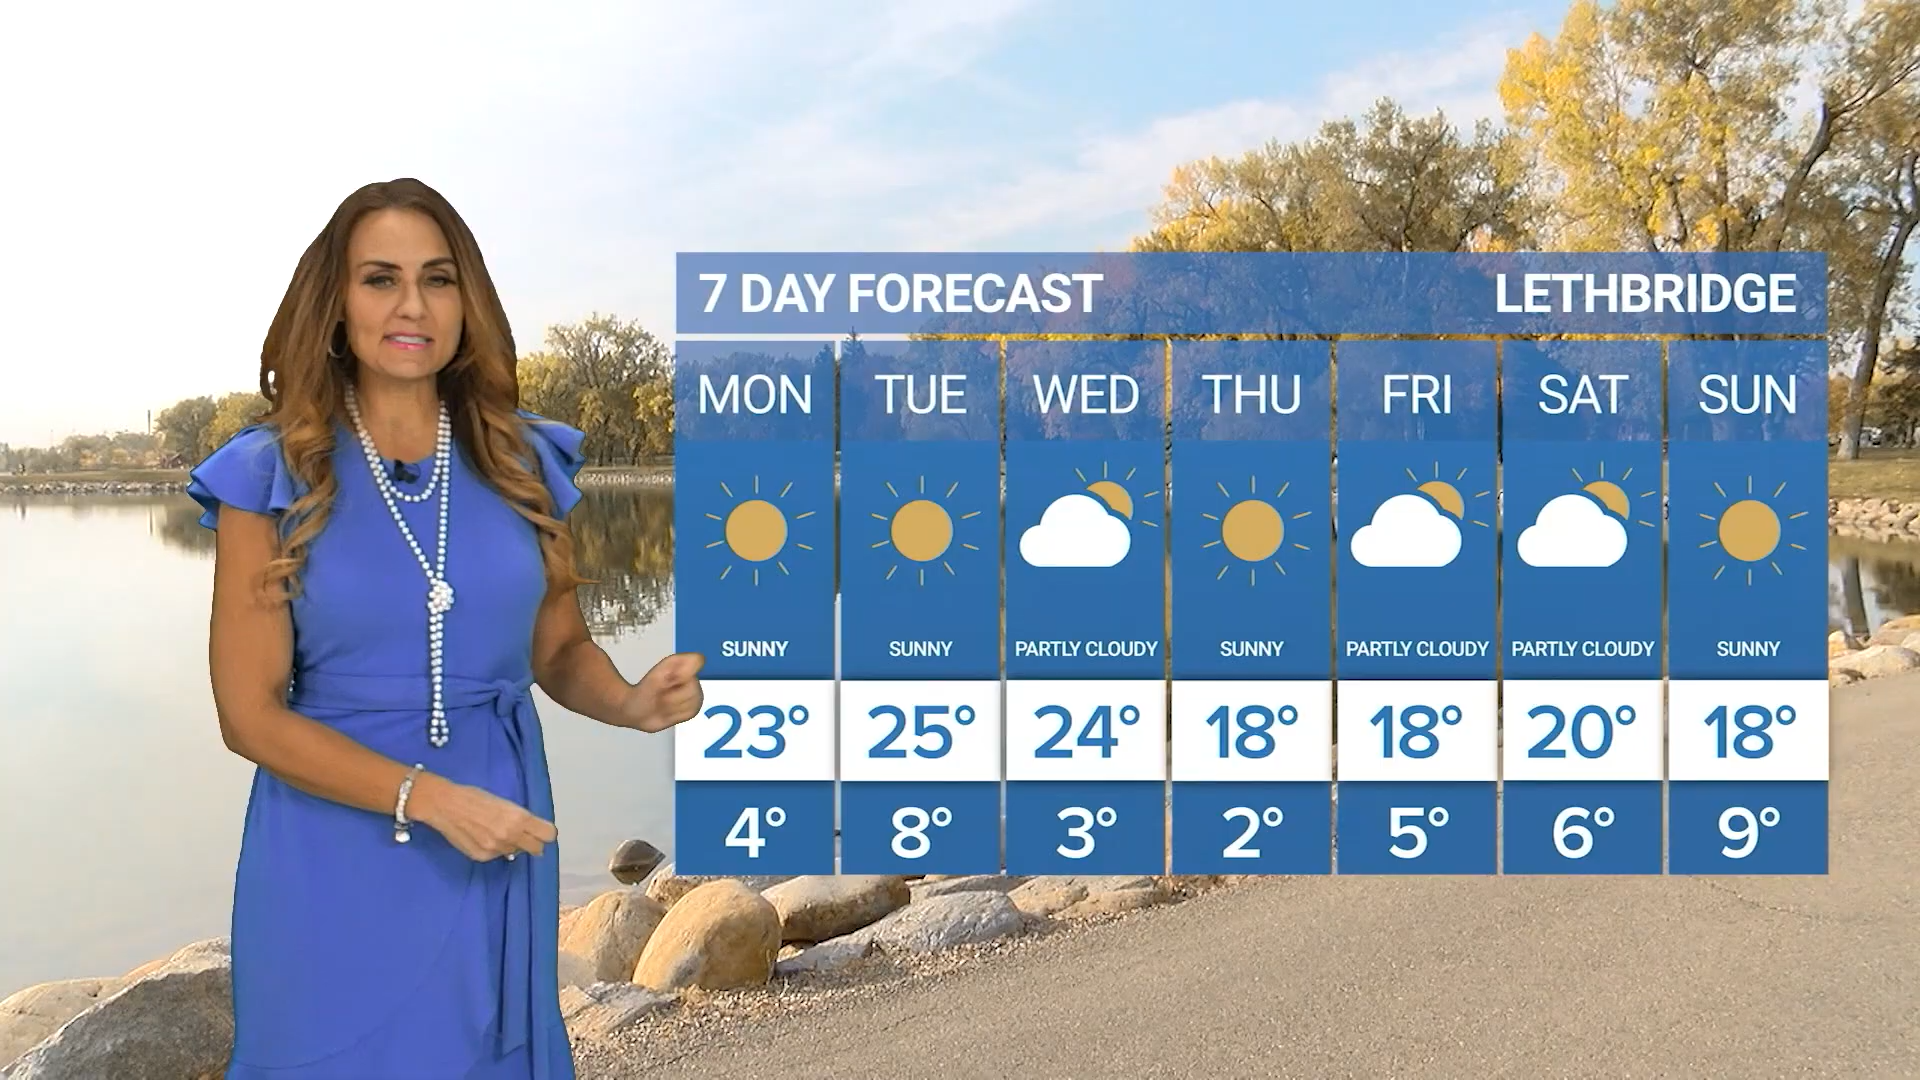 7 DAY FORECAST LETHBRIDGE
MON TUE WED THU FRI SAT SUN
SUNNY SUNNY PARTLY CLOUDY SUNNY PARTLY CLOUDY PARTLY CLOUDY SUNNY
23° 25° 24° 18° 18° 20° 18°
4° 8° 3° 2° 5° 6° 9°